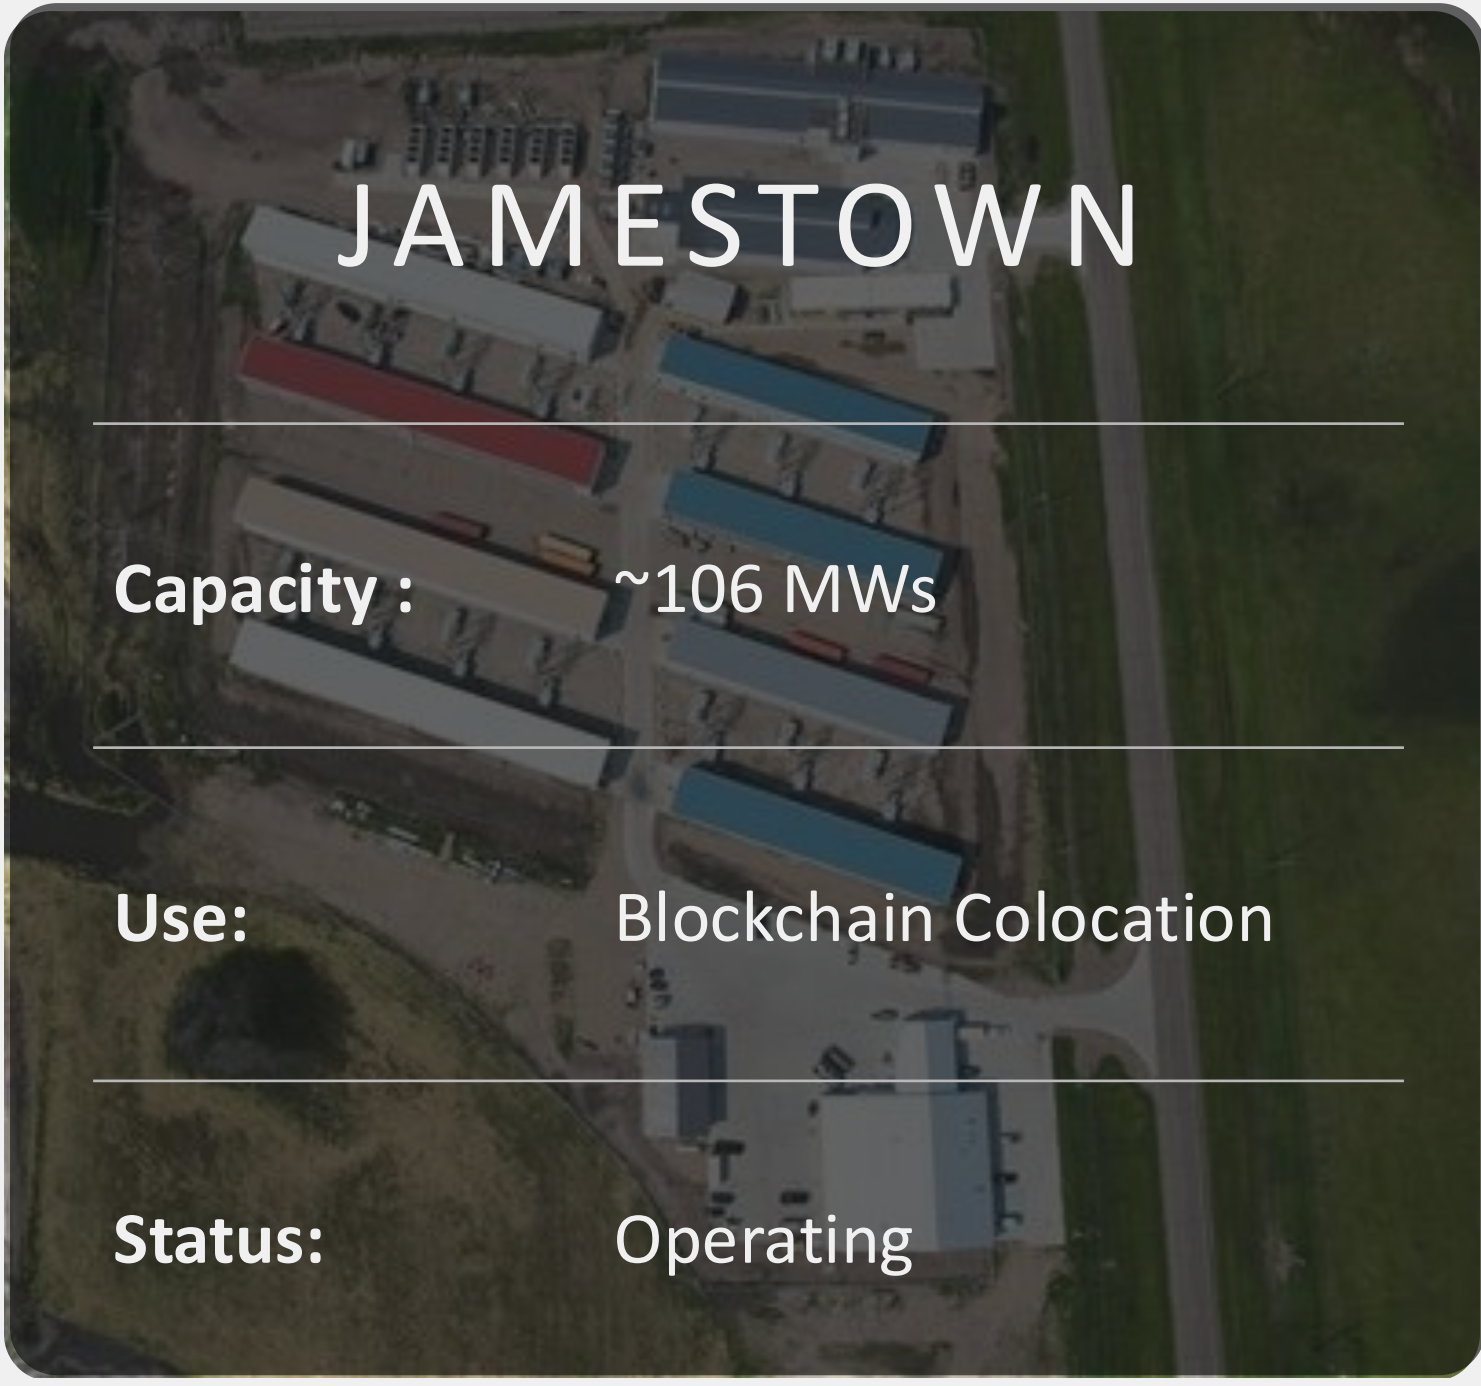 JAMESTOWN
Capacity : ~106 MWs
Use: Blockchain Colocation
Status: Operating